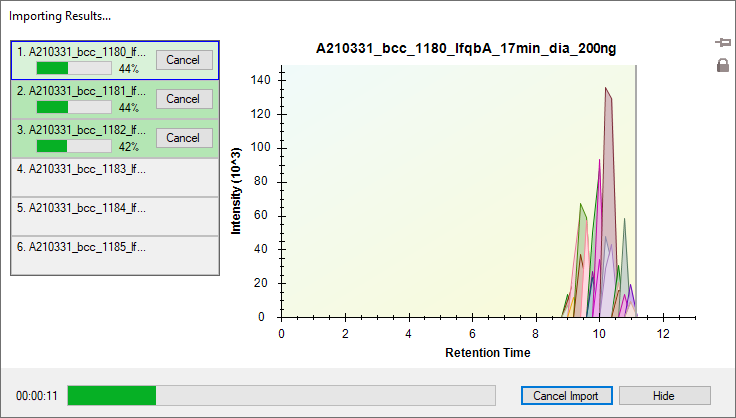 Importing Results...
1. A210331_bcc_1180_lf...
44%
Cancel
2. A210331_bcc_1181_lf...
44%
Cancel
3. A210331_bcc_1182_lf...
42%
Cancel
4. A210331_bcc_1183_lf...
5. A210331_bcc_1184_lf...
6. A210331_bcc_1185_lf...
A210331_bcc_1180_lfqbA_17min_dia_200ng
Intensity (10^3)
140
120
100
80
60
40
20
0
0 2 4 6 8 10 12
Retention Time
00:00:11
Cancel Import
Hide